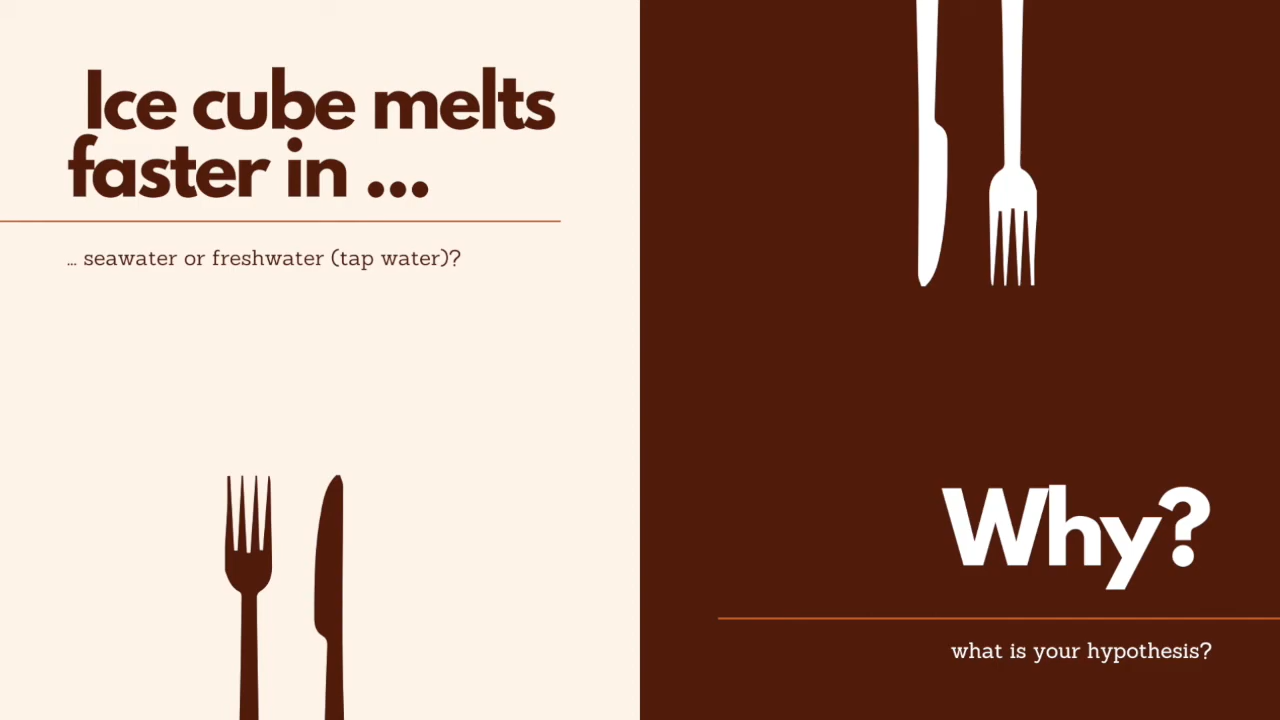 Ice cube melts
faster in ...
... seawater or freshwater (tap water)?
Why?
what is your hypothesis?